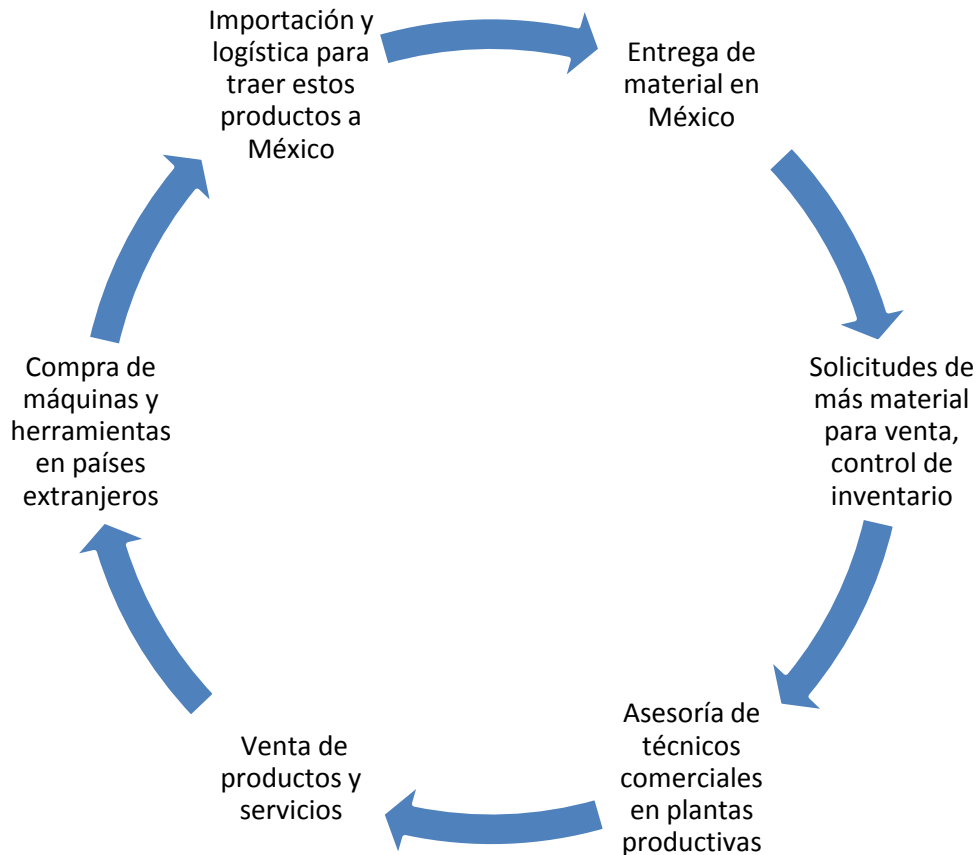 Importación y
logística para
traer estos
productos a
México
Entrega de
material en
México
Solicitudes de
más material
para venta,
control de
inventario
Asesoría de
técnicos
comerciales
en plantas
productivas
Venta de
productos y
servicios
Compra de
máquinas y
herramientas
en países
extranjeros